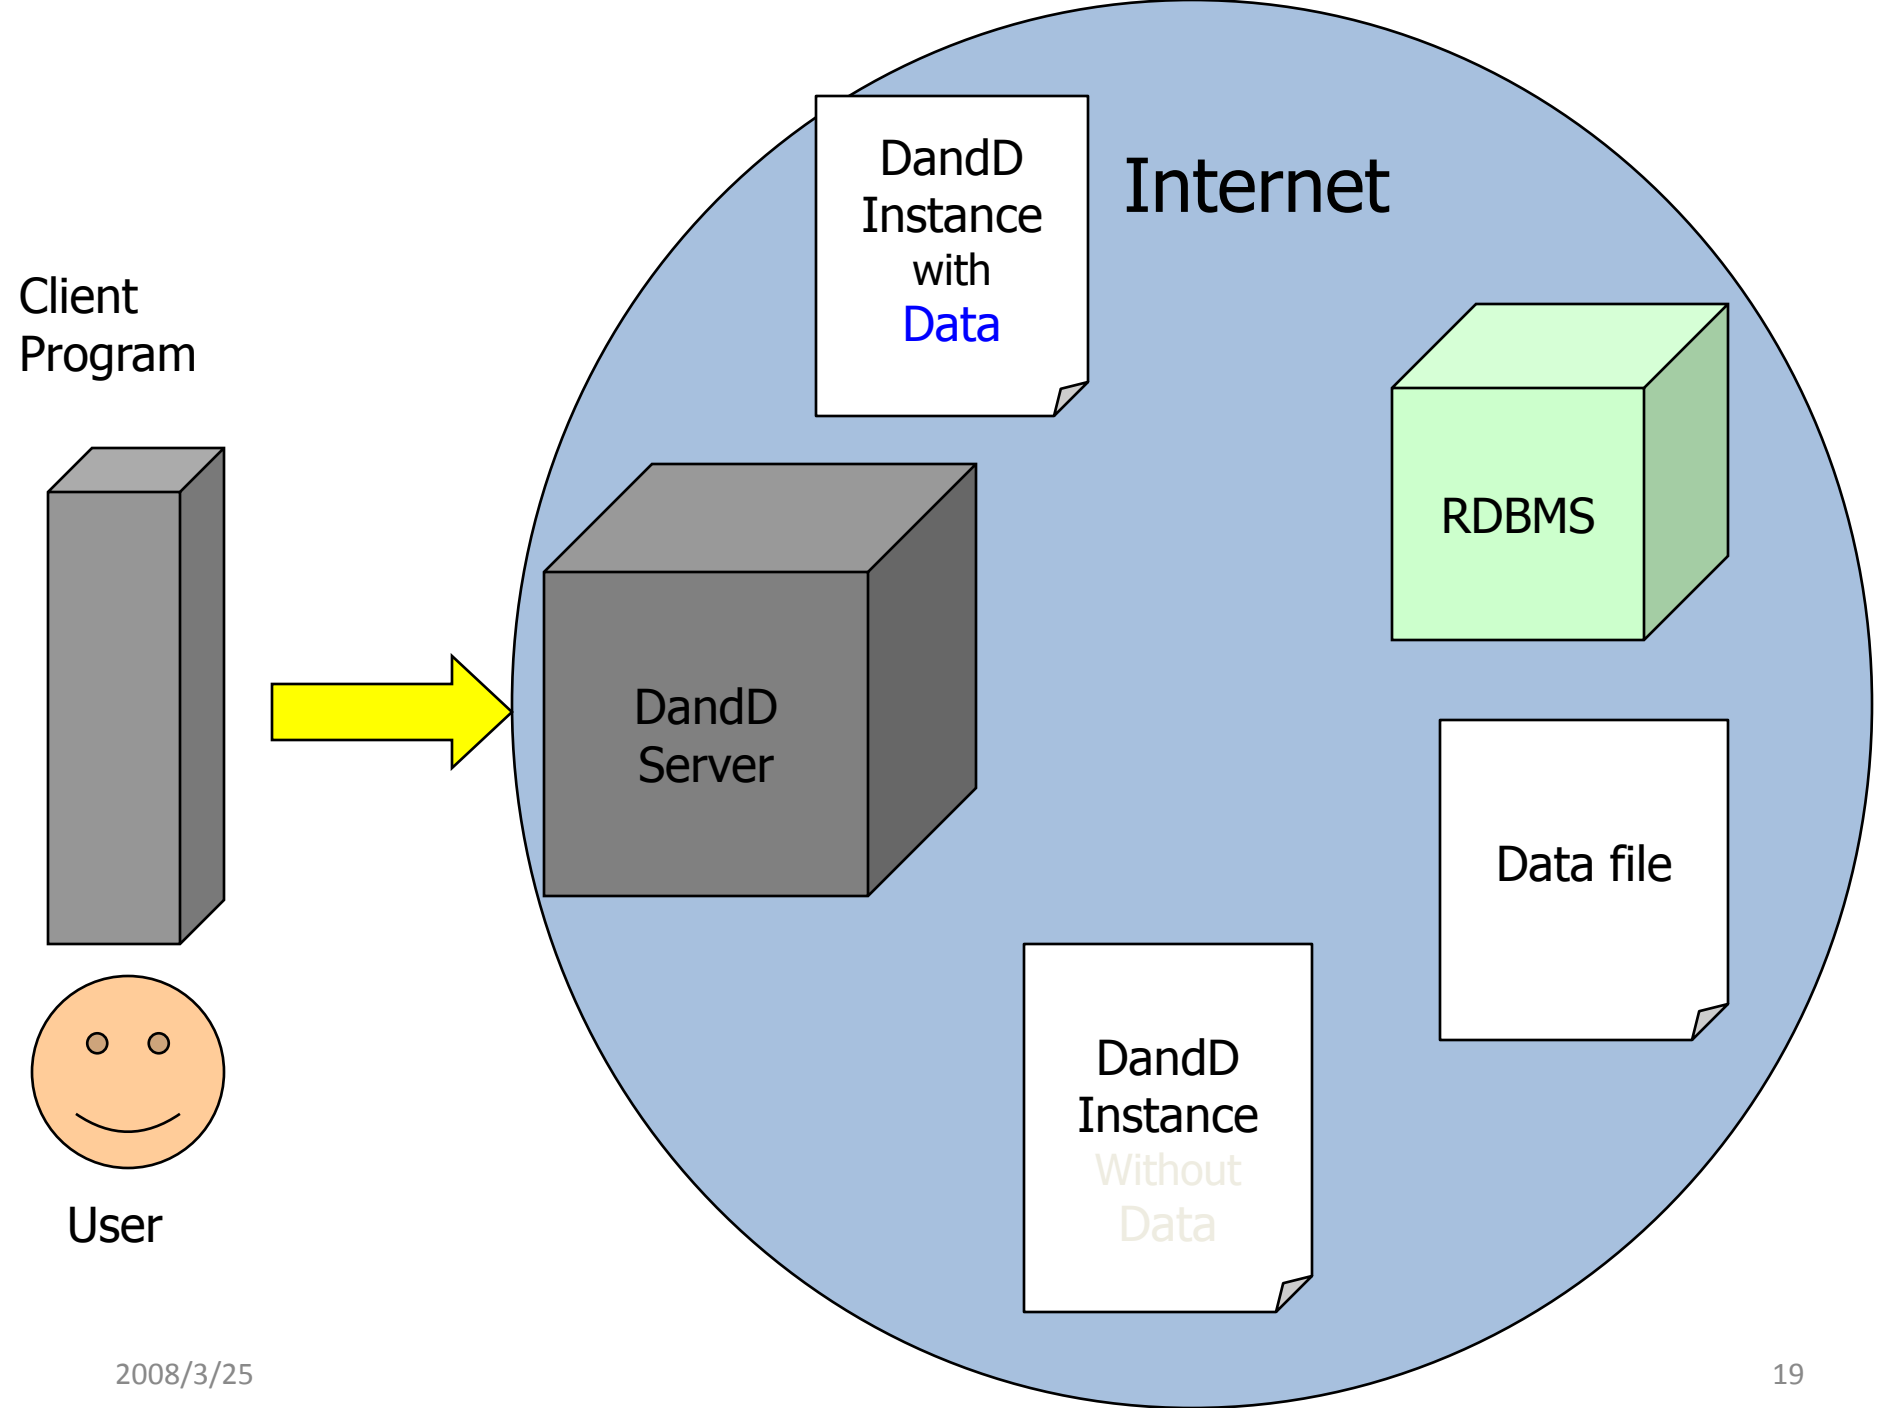 DandD
Instance
with
Data
Internet
Client
Program
RDBMS
DandD
Server
Data file
DandD
Instance
Without
Data
User
2008/3/25
19